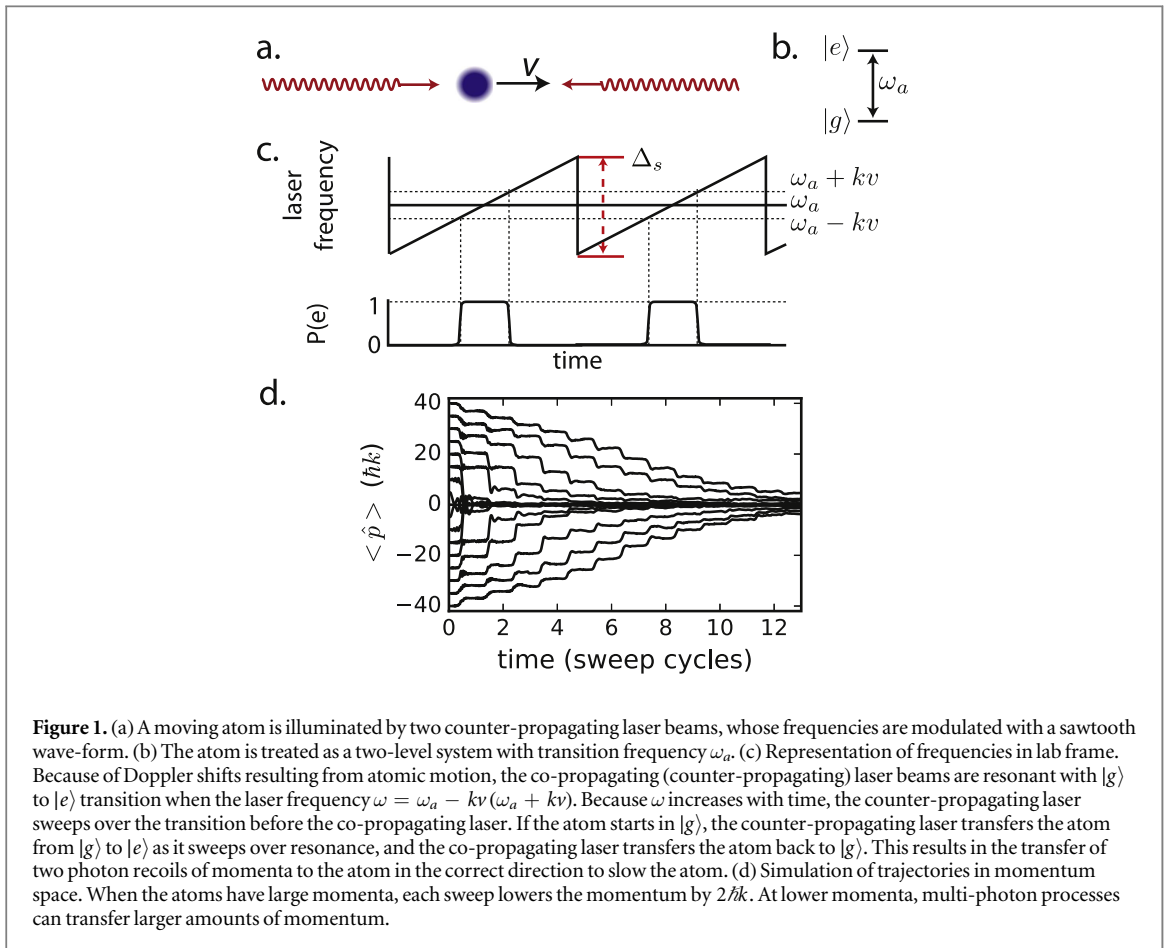 a.
v
b.
|e⟩
ω_a
|g⟩
c.
laser
frequency
Δ_s
ω_a + kv
ω_a
ω_a − kv
P(e)
1
0
time
d.
< p̂ > (ħk)
40
20
0
−20
−40
0 2 4 6 8 10 12
time (sweep cycles)
Figure 1. (a) A moving atom is illuminated by two counter-propagating laser beams, whose frequencies are modulated with a sawtooth
wave-form. (b) The atom is treated as a two-level system with transition frequency ω_a. (c) Representation of frequencies in lab frame.
Because of Doppler shifts resulting from atomic motion, the co-propagating (counter-propagating) laser beams are resonant with |g⟩
to |e⟩ transition when the laser frequency ω = ω_a − kv (ω_a + kv). Because ω increases with time, the counter-propagating laser
sweeps over the transition before the co-propagating laser. If the atom starts in |g⟩, the counter-propagating laser transfers the atom
from |g⟩ to |e⟩ as it sweeps over resonance, and the co-propagating laser transfers the atom back to |g⟩. This results in the transfer of
two photon recoils of momenta to the atom in the correct direction to slow the atom. (d) Simulation of trajectories in momentum
space. When the atoms have large momenta, each sweep lowers the momentum by 2ħk. At lower momenta, multi-photon processes
can transfer larger amounts of momentum.